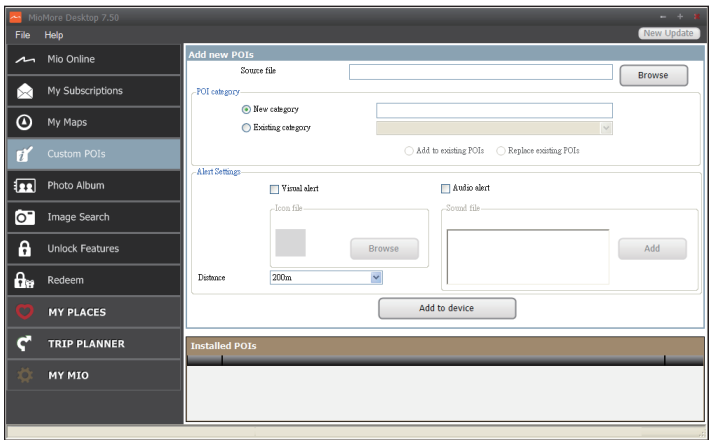 MioMore Desktop 7.50
File Help New Update
Mio Online
My Subscriptions
My Maps
Custom POIs
Photo Album
Image Search
Unlock Features
Redeem
MY PLACES
TRIP PLANNER
MY MIO
Add new POIs
Source file Browse
POI category
New category
Existing category
Add to existing POIs Replace existing POIs
Alert Settings
Visual alert Audio alert
Icon file Sound file
Browse Add
Distance 200m
Add to device
Installed POIs